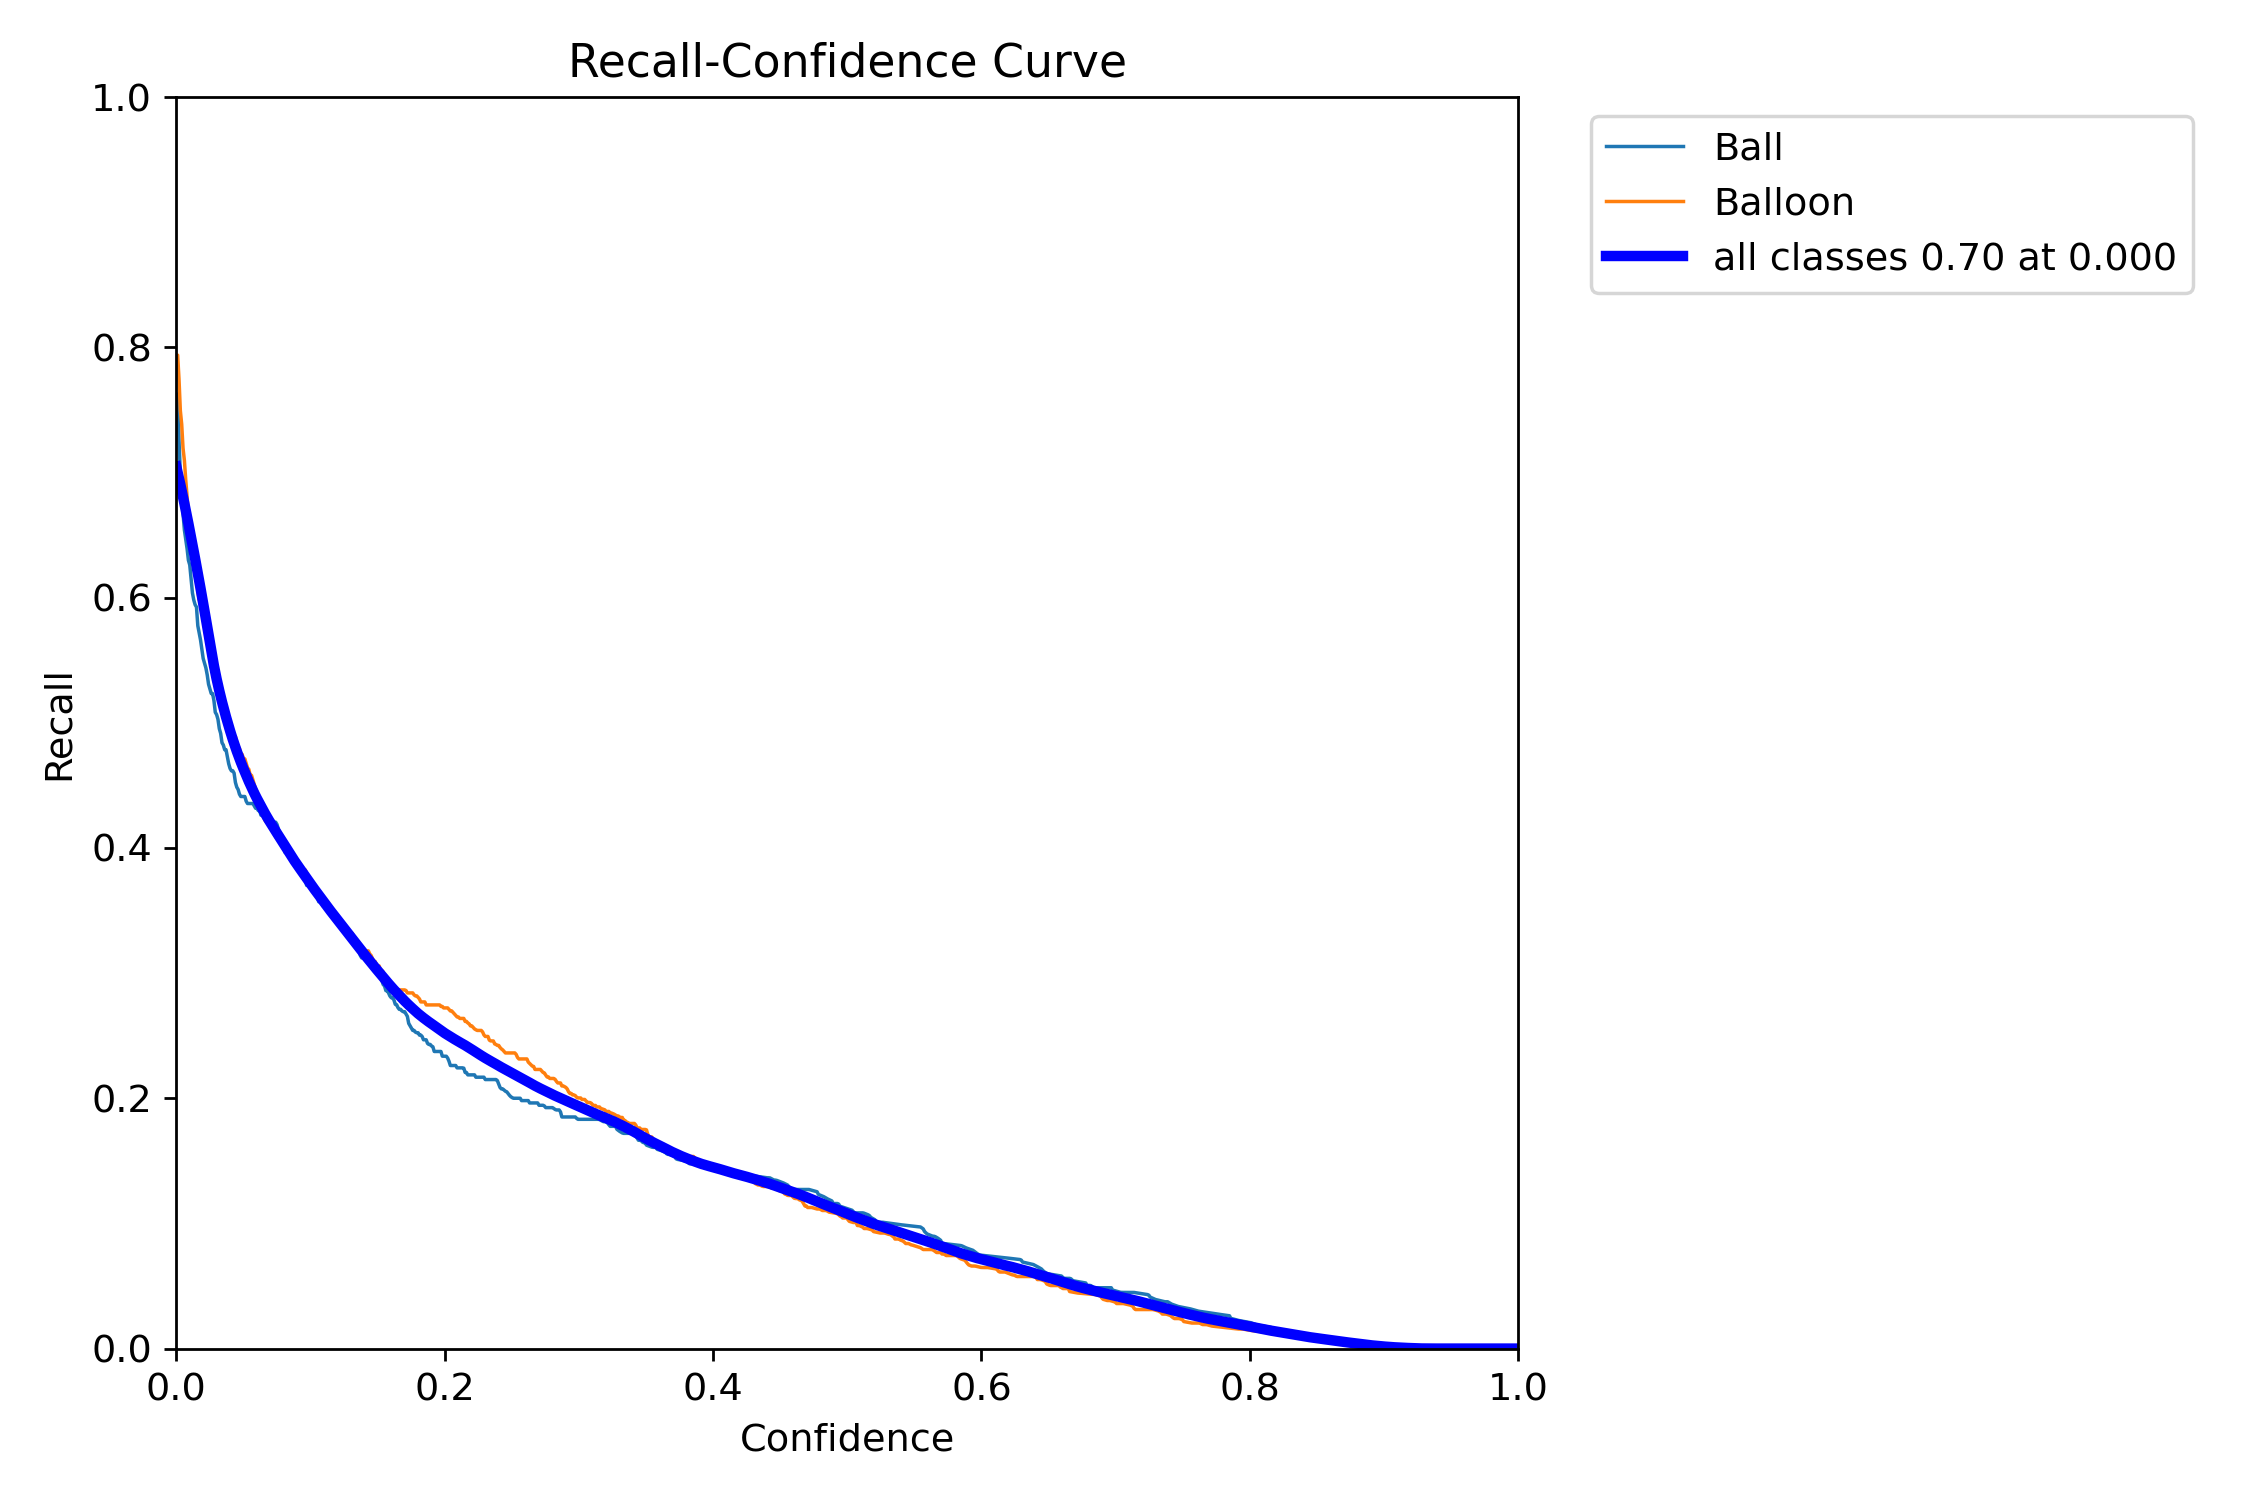 Recall-Confidence Curve
1.0
0.8
0.6
0.4
0.2
0.0
Recall
0.0 0.2 0.4 0.6 0.8 1.0
Confidence
Ball
Balloon
all classes 0.70 at 0.000